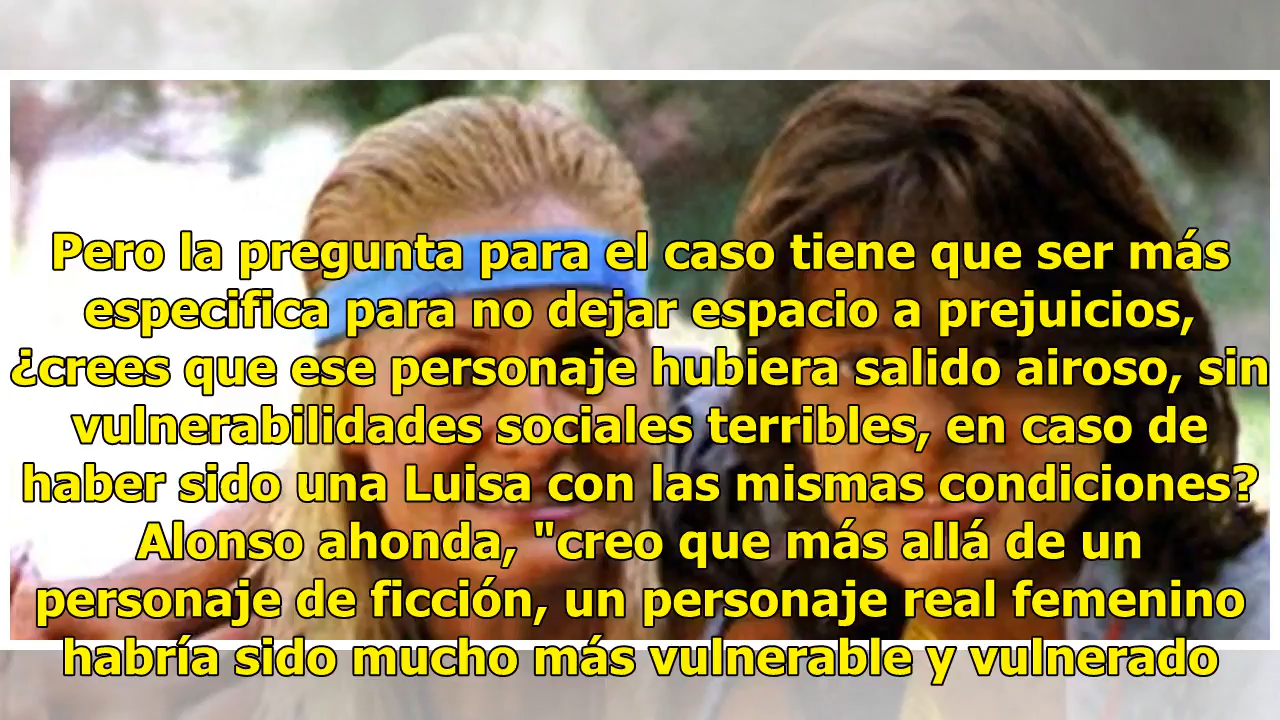 Pero la pregunta para el caso tiene que ser más
especifica para no dejar espacio a prejuicios,
¿crees que ese personaje hubiera salido airoso, sin
vulnerabilidades sociales terribles, en caso de
haber sido una Luisa con las mismas condiciones?
Alonso ahonda, "creo que más allá de un
personaje de ficción, un personaje real femenino
habría sido mucho más vulnerable y vulnerado